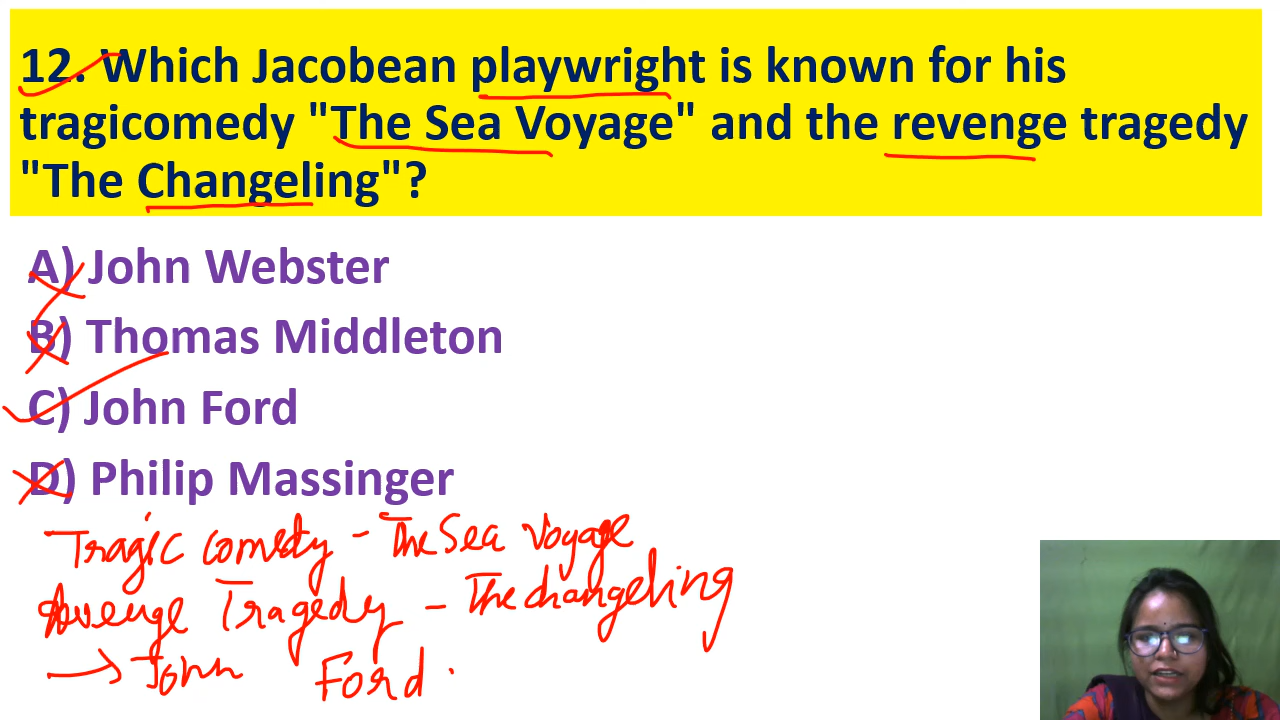 12. Which Jacobean playwright is known for his
tragicomedy "The Sea Voyage" and the revenge tragedy
"The Changeling"?
A) John Webster
B) Thomas Middleton
C) John Ford
D) Philip Massinger
Tragic comedy - The Sea Voyage
Revenge Tragedy - The changeling
→ John Ford.